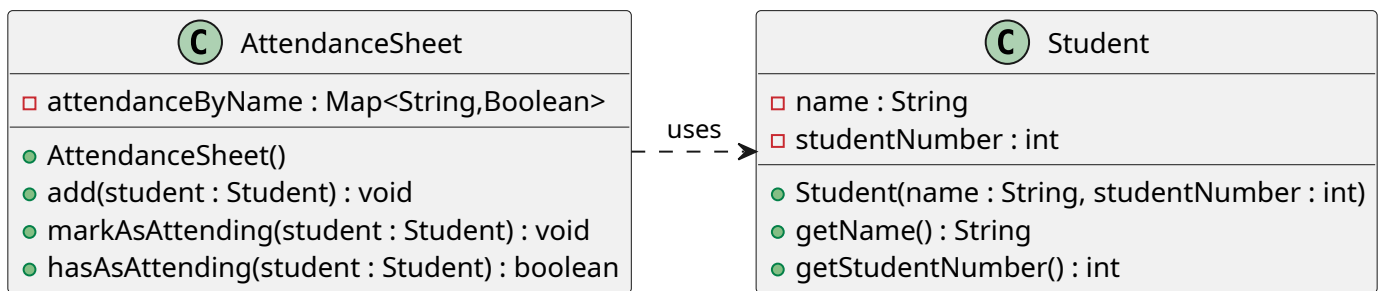 C AttendanceSheet
attendanceByName : Map<String,Boolean>
AttendanceSheet()
add(student : Student) : void
markAsAttending(student : Student) : void
hasAsAttending(student : Student) : boolean
uses
C Student
name : String
studentNumber : int
Student(name : String, studentNumber : int)
getName() : String
getStudentNumber() : int